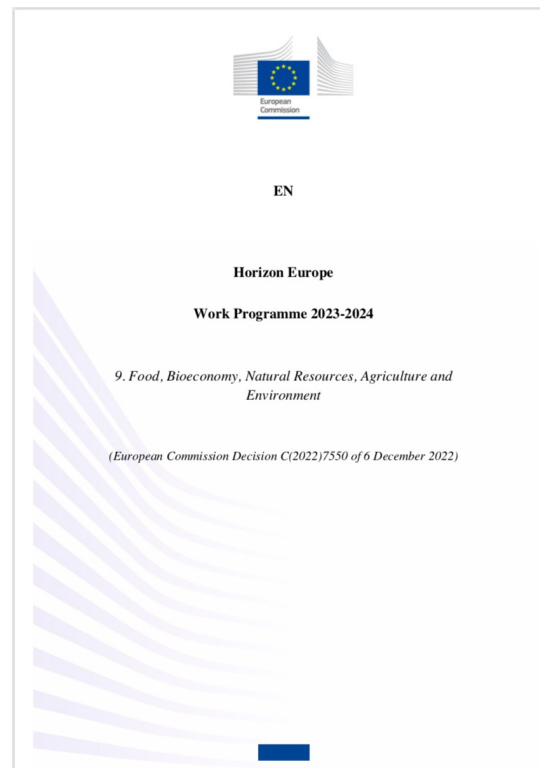 European
Commission
EN
Horizon Europe
Work Programme 2023-2024
9. Food, Bioeconomy, Natural Resources, Agriculture and
Environment
(European Commission Decision C(2022)7550 of 6 December 2022)